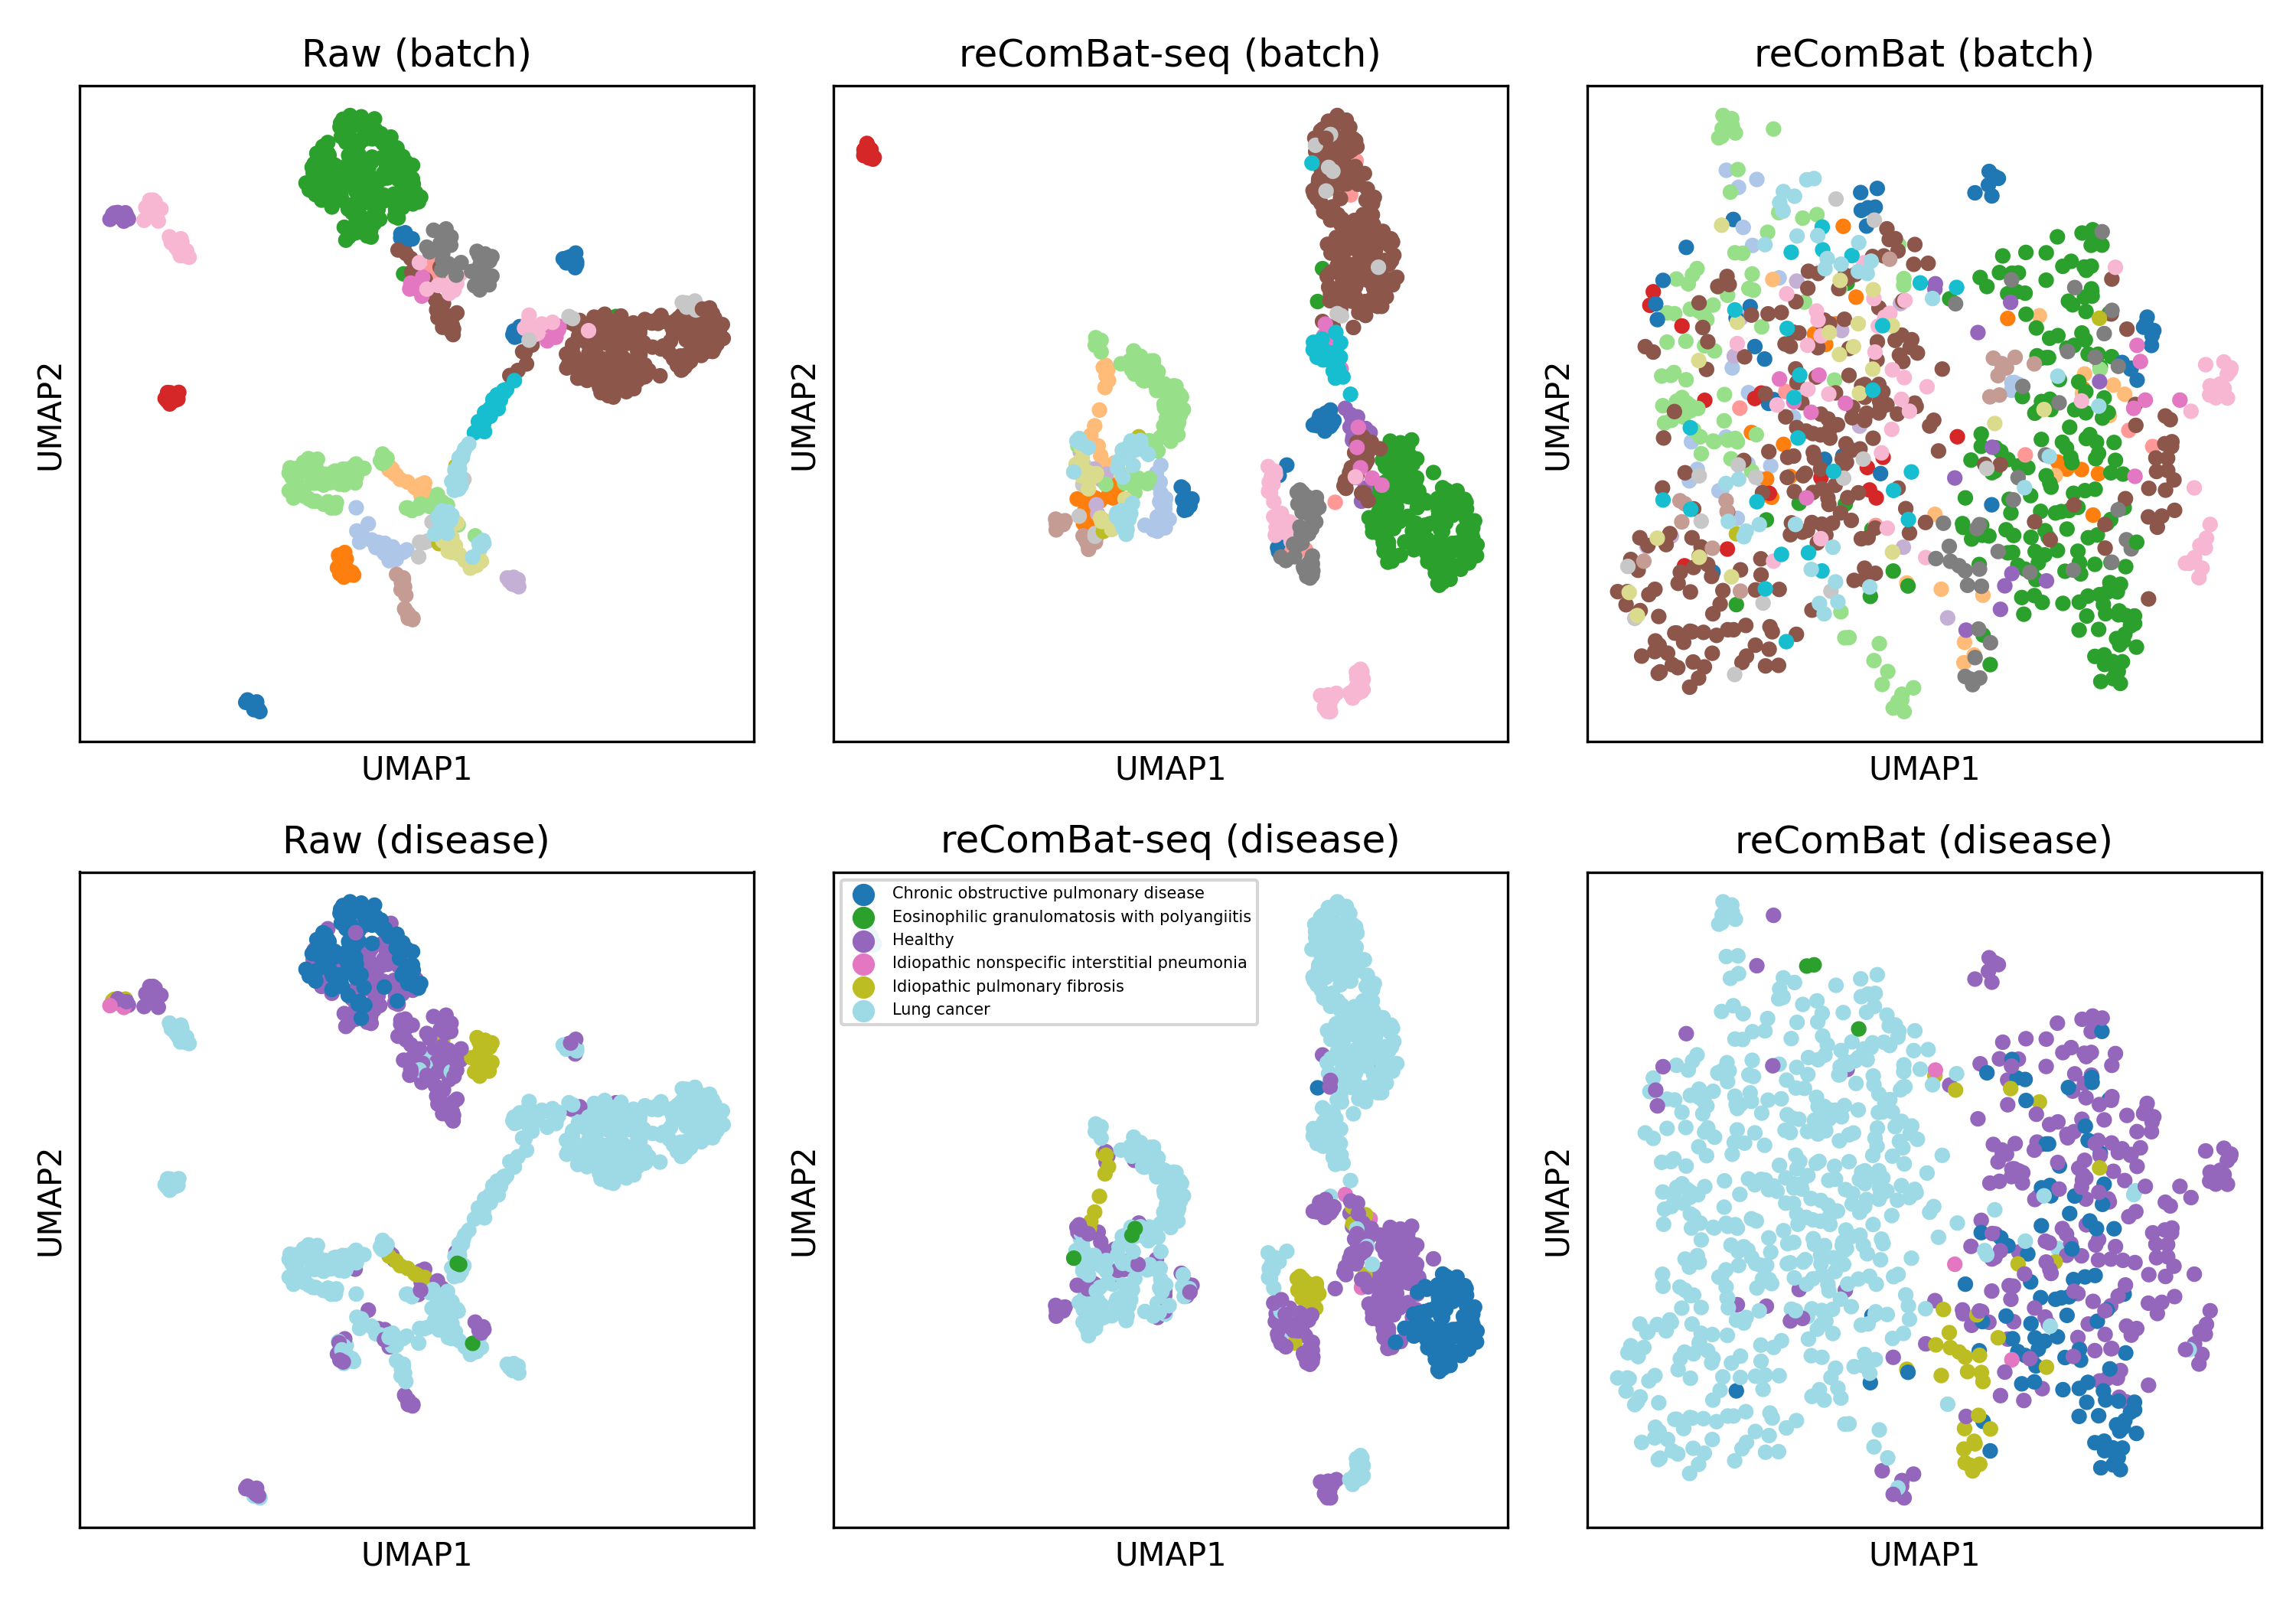 Raw (batch)
reComBat-seq (batch)
reComBat (batch)
UMAP2
UMAP1
UMAP2
UMAP1
UMAP2
UMAP1
Raw (disease)
reComBat-seq (disease)
reComBat (disease)
UMAP2
UMAP1
UMAP2
Chronic obstructive pulmonary disease
Eosinophilic granulomatosis with polyangiitis
Healthy
Idiopathic nonspecific interstitial pneumonia
Idiopathic pulmonary fibrosis
Lung cancer
UMAP1
UMAP2
UMAP1